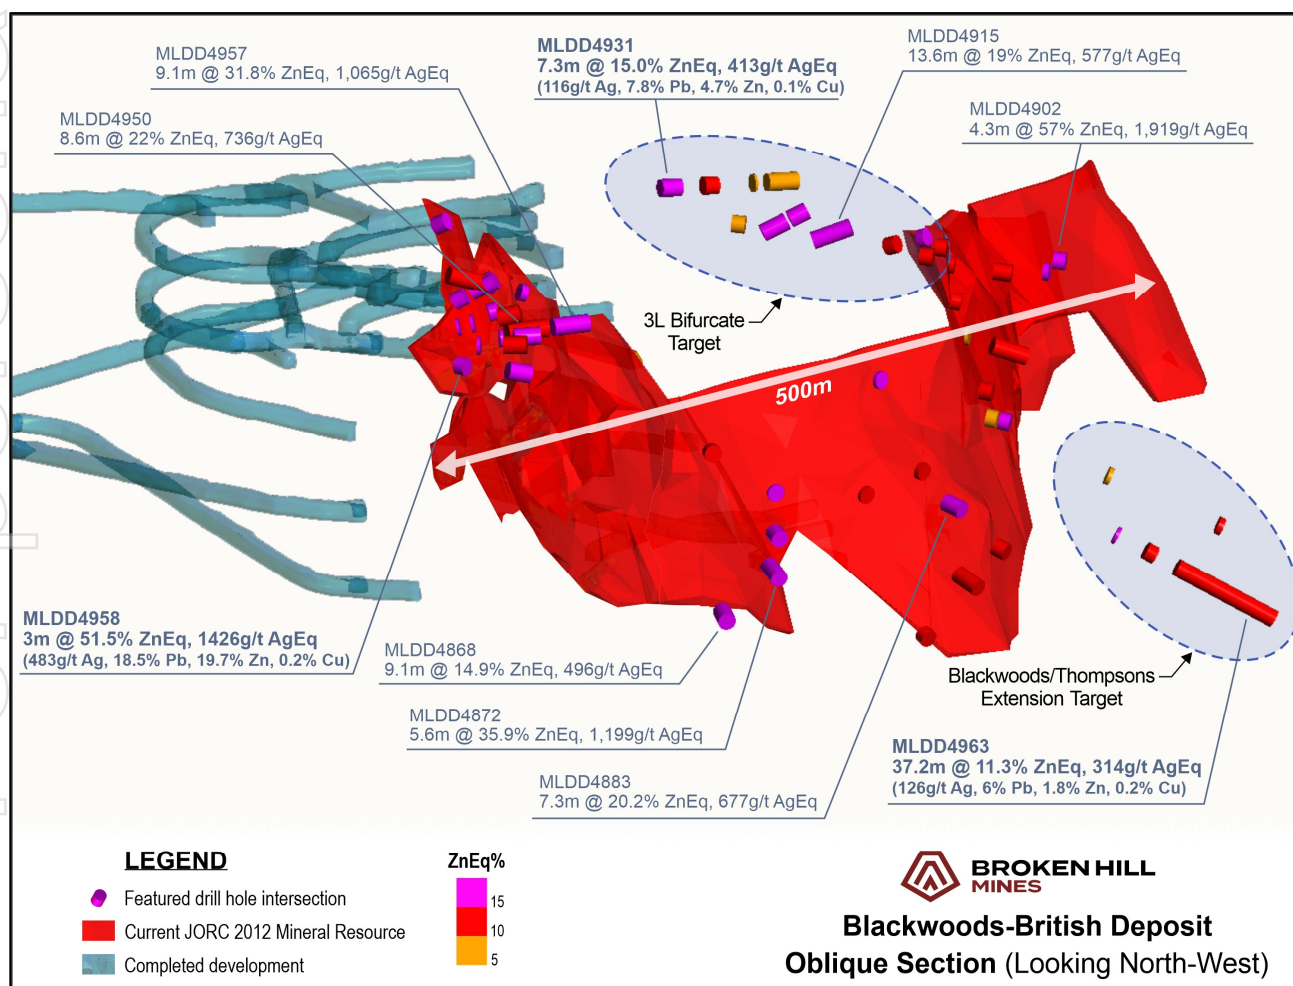 MLDD4957
9.1m @ 31.8% ZnEq, 1,065g/t AgEq
MLDD4931
7.3m @ 15.0% ZnEq, 413g/t AgEq
(116g/t Ag, 7.8% Pb, 4.7% Zn, 0.1% Cu)
MLDD4915
13.6m @ 19% ZnEq, 577g/t AgEq
MLDD4950
8.6m @ 22% ZnEq, 736g/t AgEq
MLDD4902
4.3m @ 57% ZnEq, 1,919g/t AgEq
3L Bifurcate
Target
500m
MLDD4958
3m @ 51.5% ZnEq, 1426g/t AgEq
(483g/t Ag, 18.5% Pb, 19.7% Zn, 0.2% Cu)
MLDD4868
9.1m @ 14.9% ZnEq, 496g/t AgEq
MLDD4872
5.6m @ 35.9% ZnEq, 1,199g/t AgEq
MLDD4883
7.3m @ 20.2% ZnEq, 677g/t AgEq
Blackwoods/Thompsons
Extension Target
MLDD4963
37.2m @ 11.3% ZnEq, 314g/t AgEq
(126g/t Ag, 6% Pb, 1.8% Zn, 0.2% Cu)
LEGEND
Featured drill hole intersection
Current JORC 2012 Mineral Resource
Completed development
ZnEq%
15
10
5
BROKEN HILL
MINES
Blackwoods-British Deposit
Oblique Section (Looking North-West)